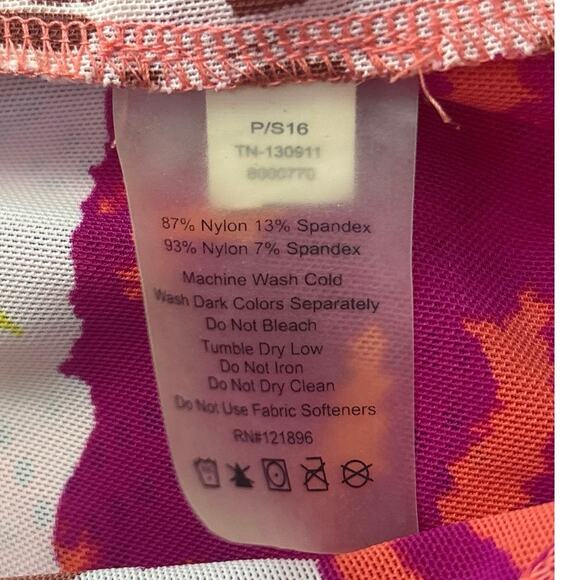 P/S16
TN-130911
8000770
87% Nylon 13% Spandex
93% Nylon 7% Spandex
Machine Wash Cold
Wash Dark Colors Separately
Do Not Bleach
Tumble Dry Low
Do Not Iron
Do Not Dry Clean
Do Not Use Fabric Softeners
RN#121896